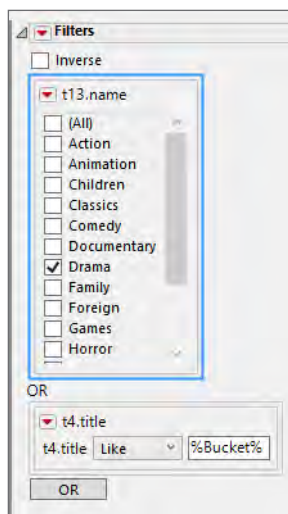 Filters
Inverse
t13.name
(All)
Action
Animation
Children
Classics
Comedy
Documentary
Drama
Family
Foreign
Games
Horror
OR
t4.title
t4.title Like %Bucket%
OR